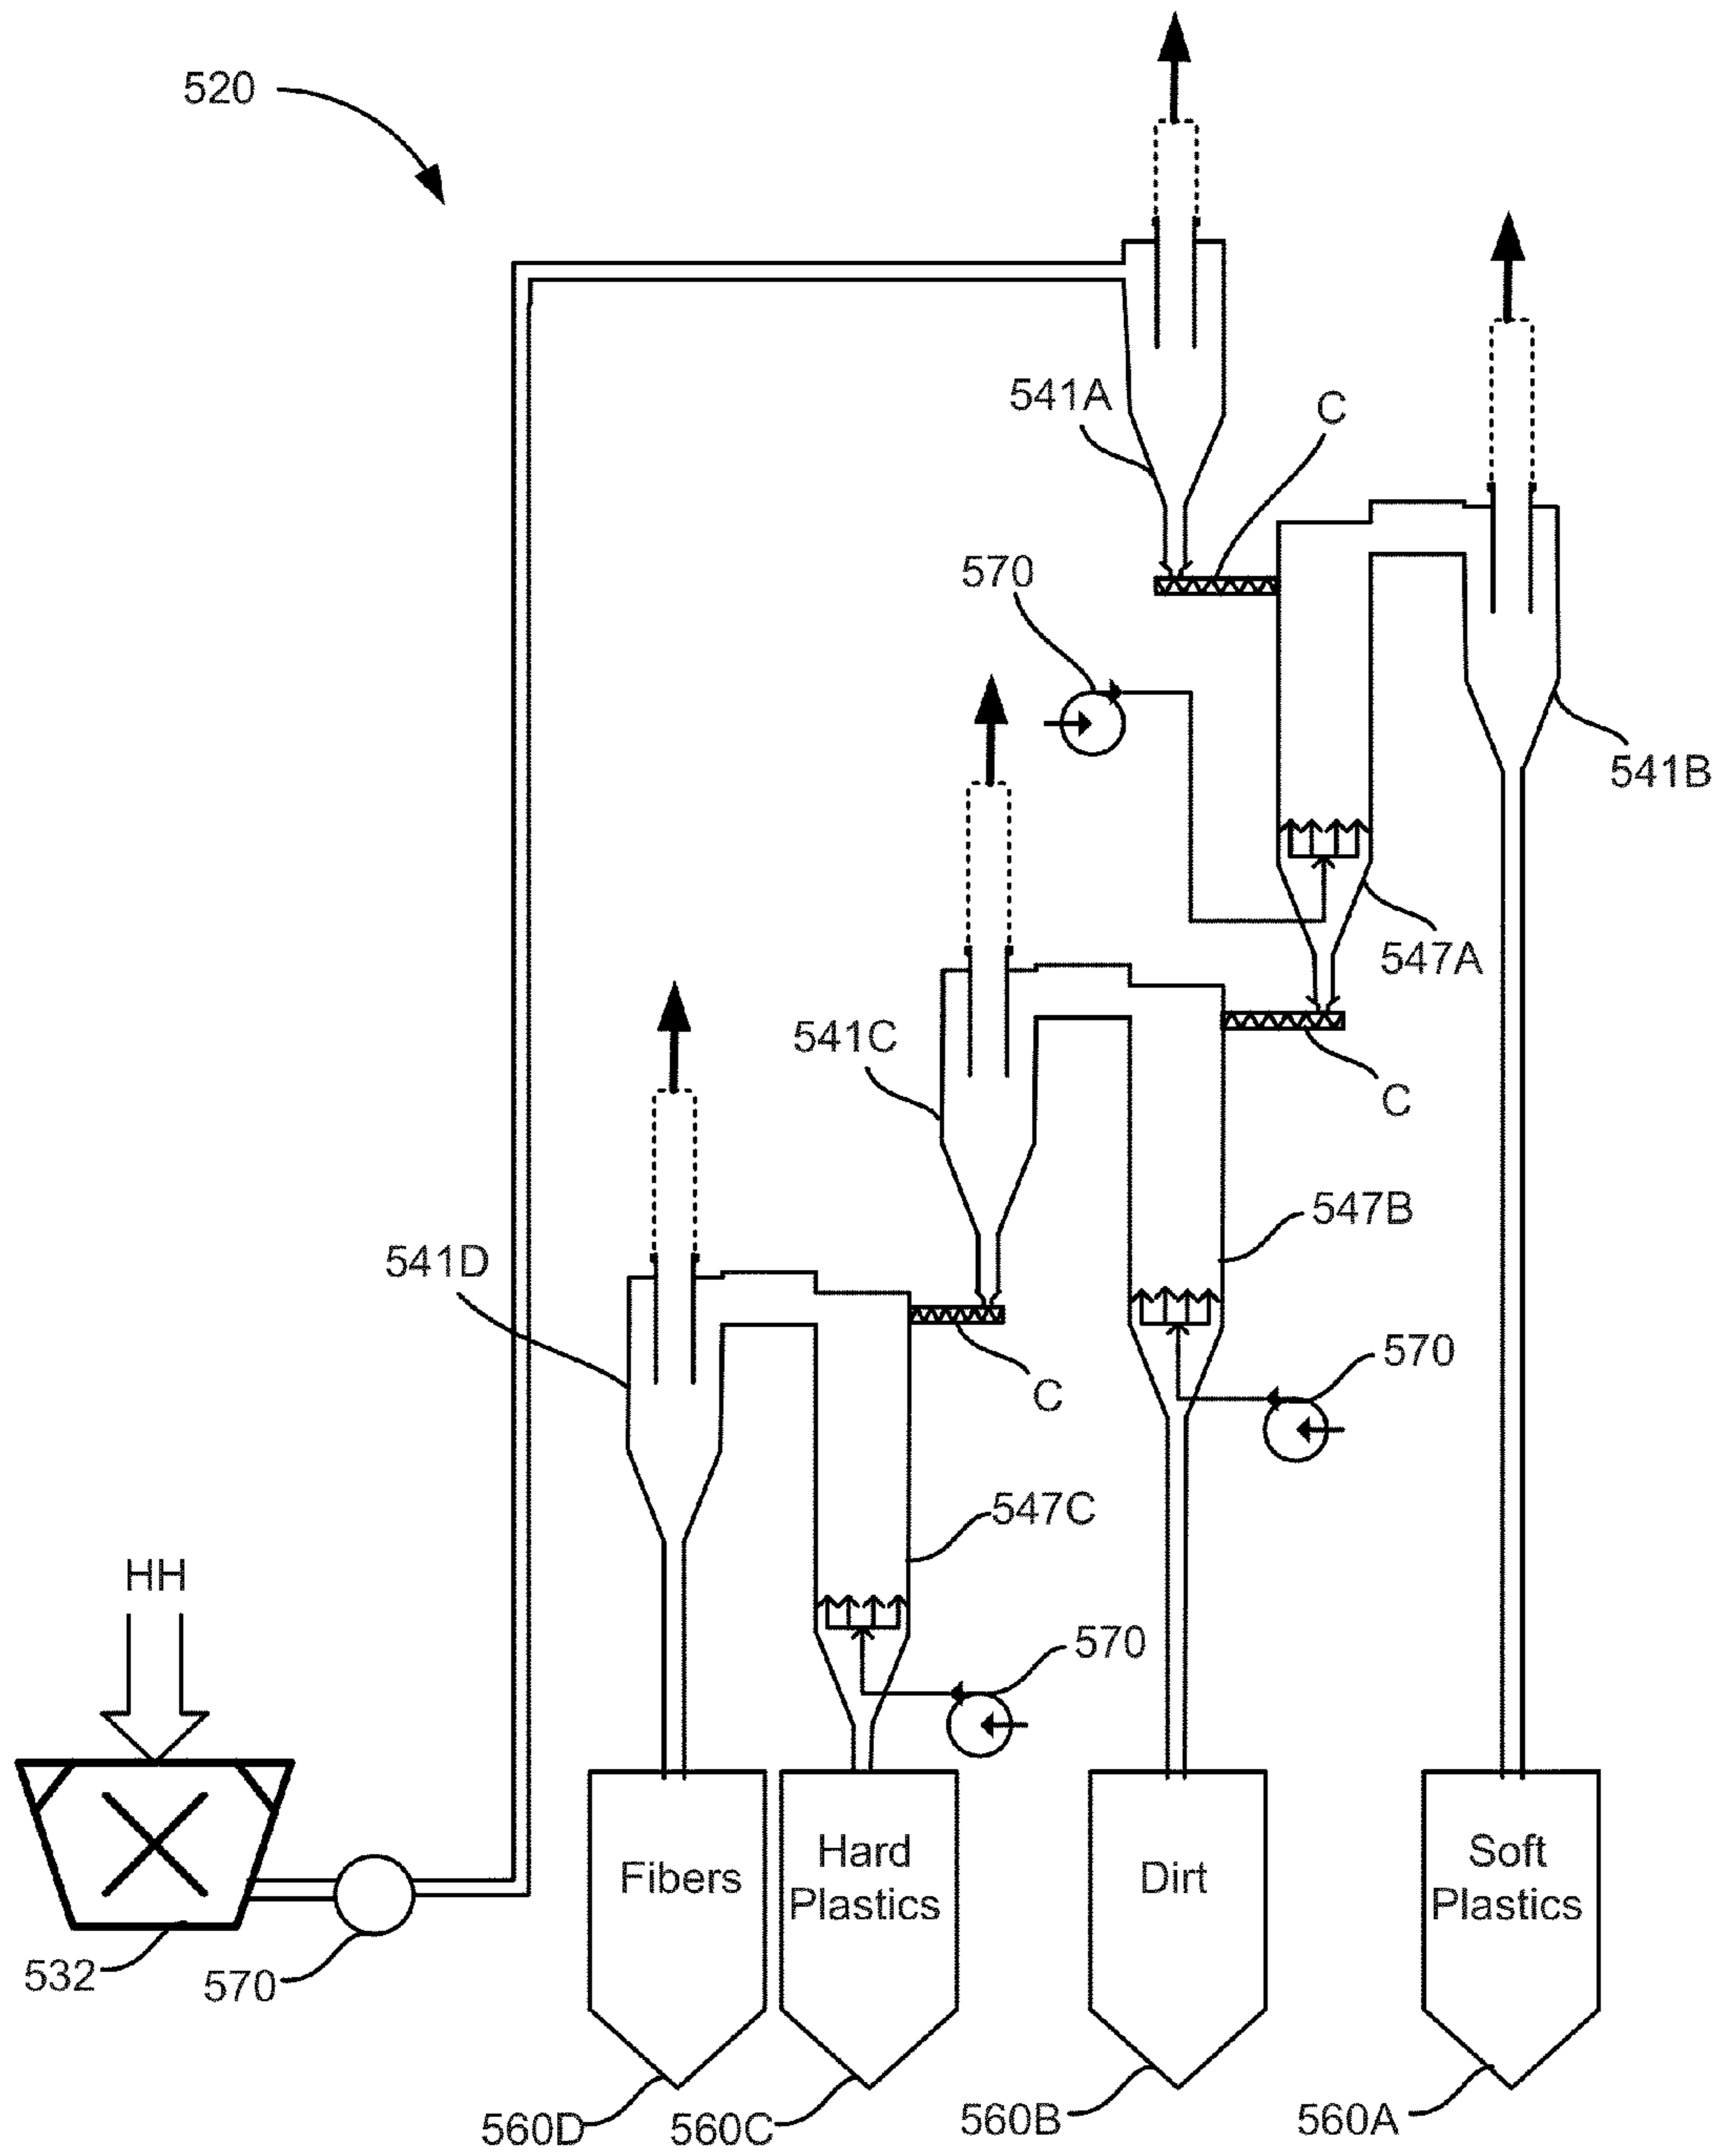 520
541A
C
570
541B
547A
541C
C
547B
541D
570
C
547C
HH
570
Fibers
Hard
Plastics
Dirt
Soft
Plastics
532
570
560D
560C
560B
560A